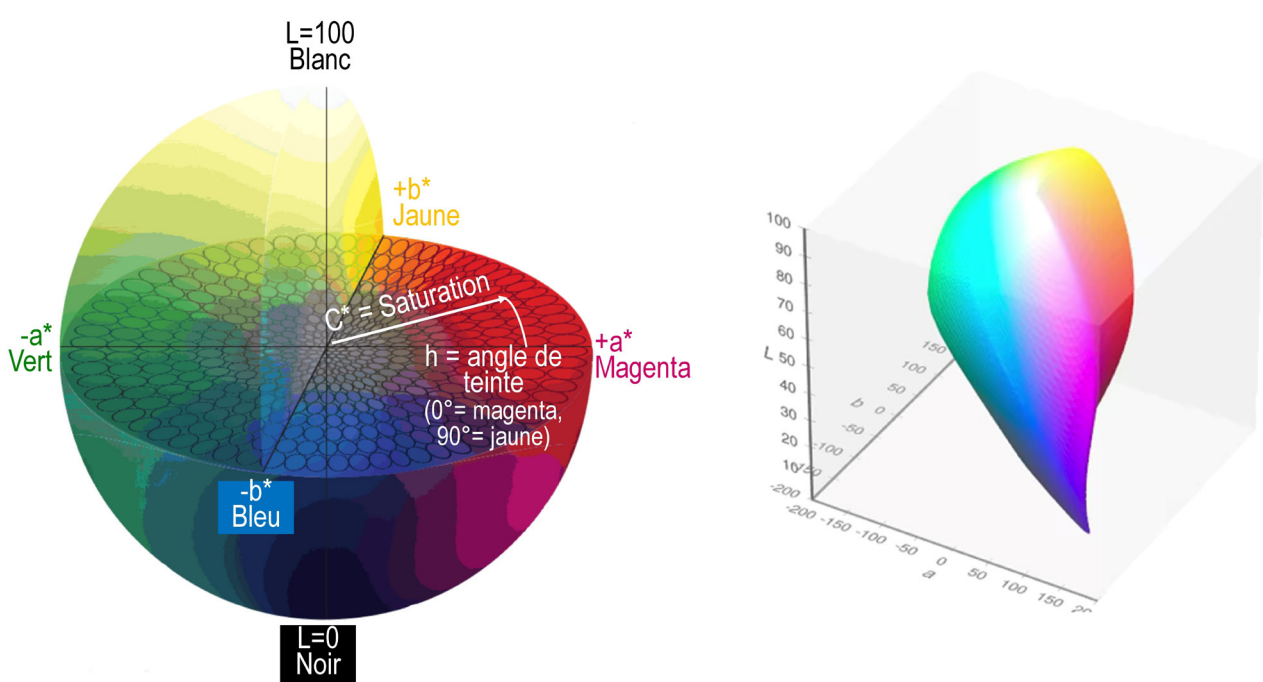 L=100
Blanc
+b*
Jaune
C* = Saturation
-a*
Vert
+a*
Magenta
h = angle de
teinte
(0°= magenta,
90°= jaune)
-b*
Bleu
L=0
Noir
100
90
80
70
60
L 50
40
30
20
10
150
100
50
b 0
-50
-100
-150
-200
-200 -150 -100 -50 0 50 100 150
a